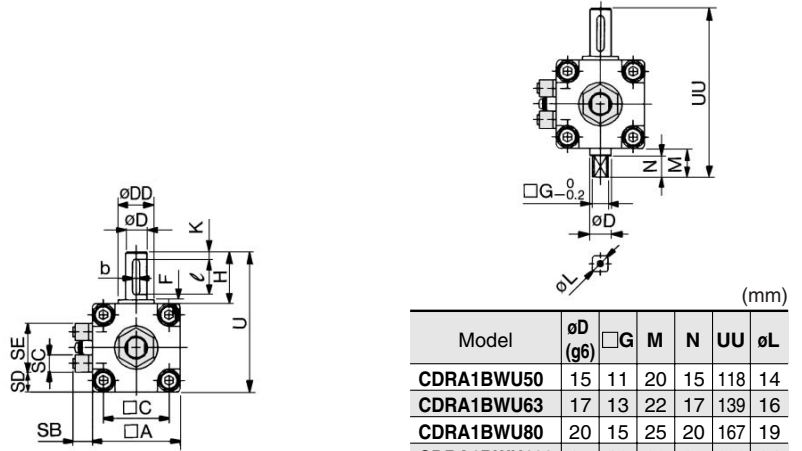 UU
N
M
□G 0 -0.2
øD
øL
øDD
øD
K
b
F
ℓ
H
U
SE
SC
SD
□C
SB
□A
(mm)
Model øD (g6) □G M N UU øL
CDRA1BWU50 15 11 20 15 118 14
CDRA1BWU63 17 13 22 17 139 16
CDRA1BWU80 20 15 25 20 167 19